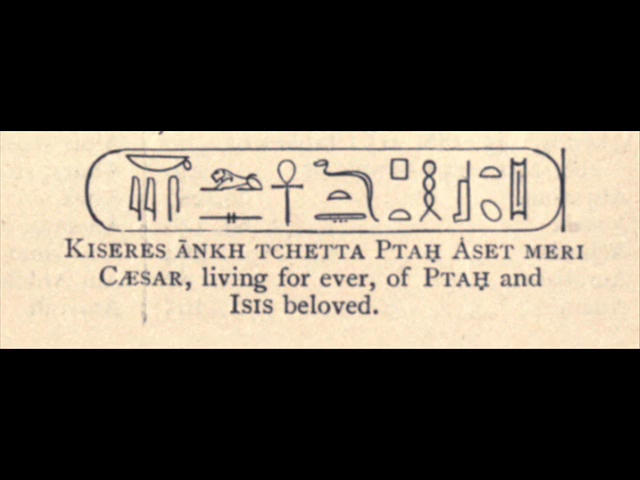 KISERES ĀNKH TCHETTA PTAḤ ȦSET MERI
CÆSAR, living for ever, of PTAḤ and
ISIS beloved.